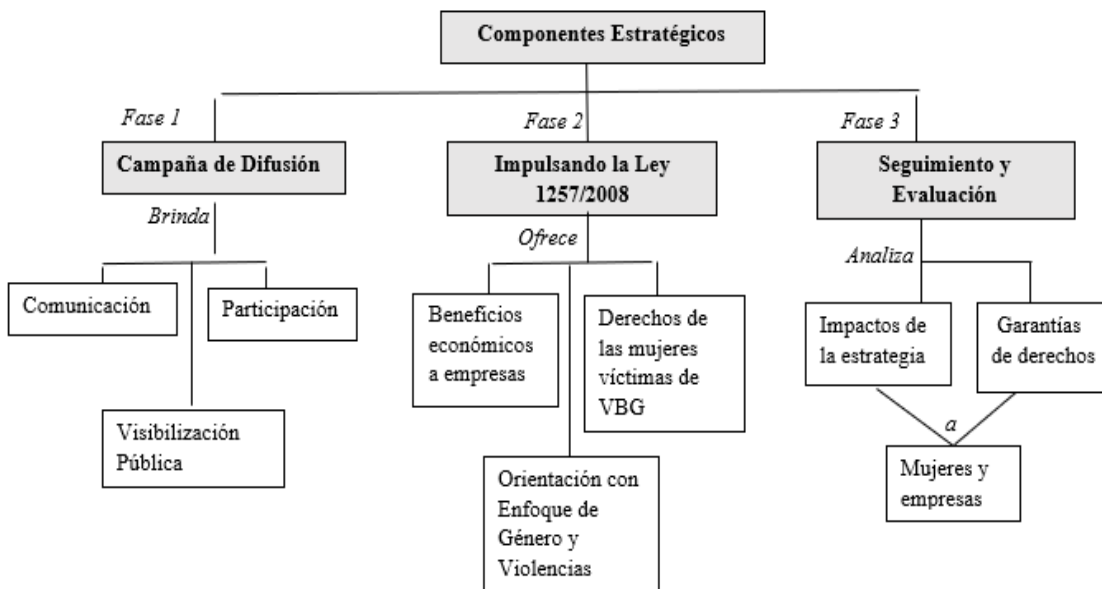 Componentes Estratégicos
Fase 1
Campaña de Difusión
Brinda
Comunicación
Participación
Visibilización
Pública
Fase 2
Impulsando la Ley
1257/2008
Ofrece
Beneficios
económicos
a empresas
Derechos de
las mujeres
víctimas de
VBG
Orientación con
Enfoque de
Género y
Violencias
Fase 3
Seguimiento y
Evaluación
Analiza
Impactos de
la estrategia
Garantías
de derechos
a
Mujeres y
empresas